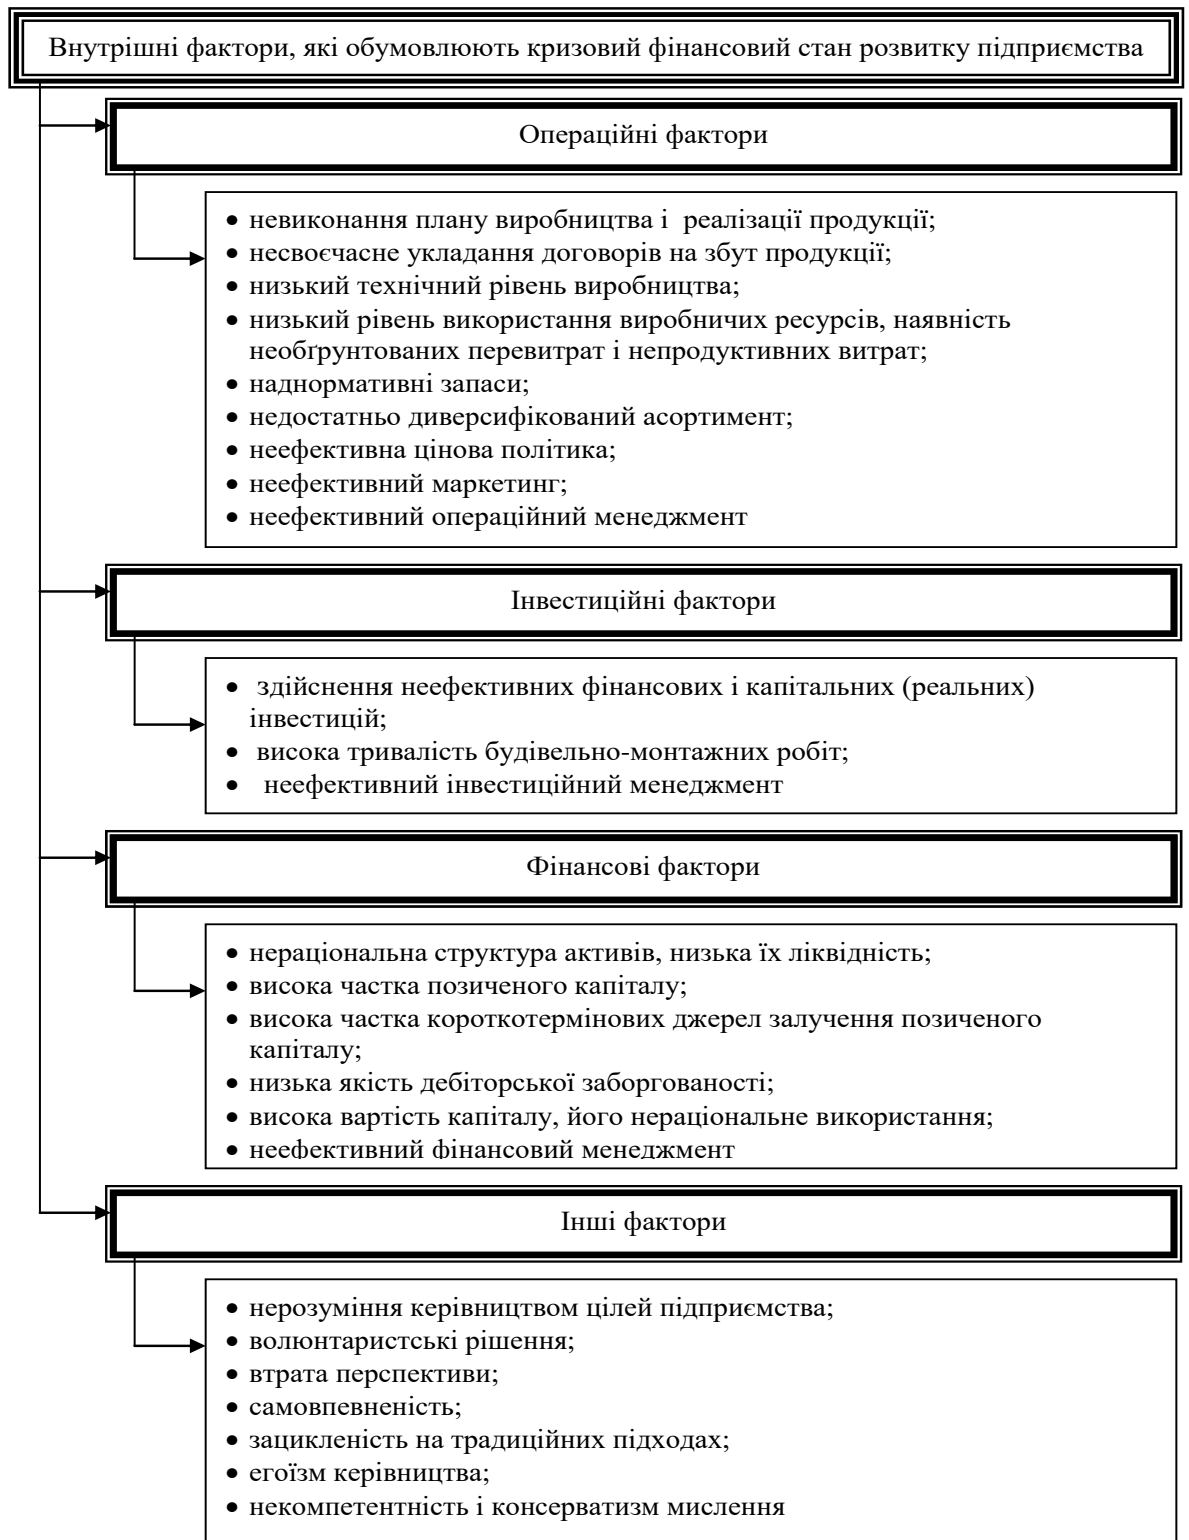 Внутрішні фактори, які обумовлюють кризовий фінансовий стан розвитку підприємства
Операційні фактори
• невиконання плану виробництва і реалізації продукції;
• несвоєчасне укладання договорів на збут продукції;
• низький технічний рівень виробництва;
• низький рівень використання виробничих ресурсів, наявність
необґрунтованих перевитрат і непродуктивних витрат;
• наднормативні запаси;
• недостатньо диверсифікований асортимент;
• неефективна цінова політика;
• неефективний маркетинг;
• неефективний операційний менеджмент
Інвестиційні фактори
• здійснення неефективних фінансових і капітальних (реальних)
інвестицій;
• висока тривалість будівельно-монтажних робіт;
• неефективний інвестиційний менеджмент
Фінансові фактори
• нераціональна структура активів, низька їх ліквідність;
• висока частка позиченого капіталу;
• висока частка короткотермінових джерел залучення позиченого
капіталу;
• низька якість дебіторської заборгованості;
• висока вартість капіталу, його нераціональне використання;
• неефективний фінансовий менеджмент
Інші фактори
• нерозуміння керівництвом цілей підприємства;
• волюнтаристські рішення;
• втрата перспективи;
• самовпевненість;
• зацикленість на традиційних підходах;
• егоїзм керівництва;
• некомпетентність і консерватизм мислення